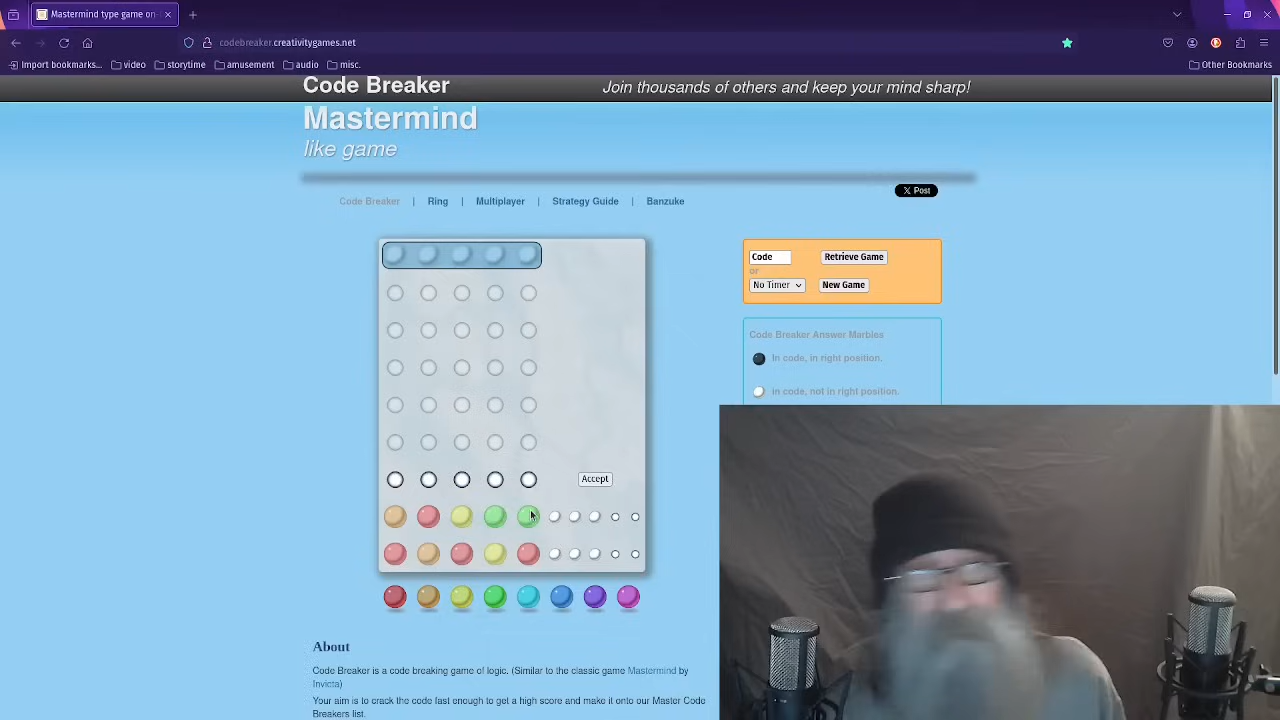 Mastermind type game on
codebreaker.creativitygames.net
Import bookmarks...
video
storytime
amusement
audio
misc.
Other Bookmarks
Code Breaker
Join thousands of others and keep your mind sharp!
Mastermind
like game
X Post
Code Breaker | Ring | Multiplayer | Strategy Guide | Banzuke
Code
Retrieve Game
or
No Timer
New Game
Code Breaker Answer Marbles
In code, in right position.
In code, not in right position.
Accept
About
Code Breaker is a code breaking game of logic. (Similar to the classic game Mastermind by
Invicta)
Your aim is to crack the code fast enough to get a high score and make it onto our Master Code
Breakers list.